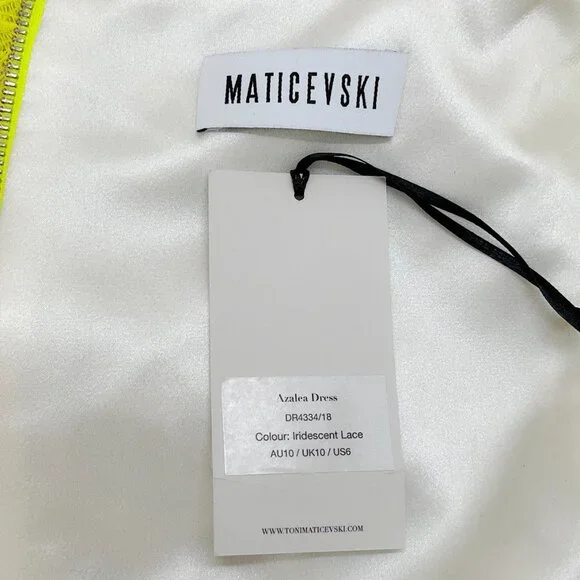 MATICEVSKI
Azalea Dress
DR4334/18
Colour: Iridescent Lace
AU10 / UK10 / US6
WWW.TONIMATICEVSKI.COM